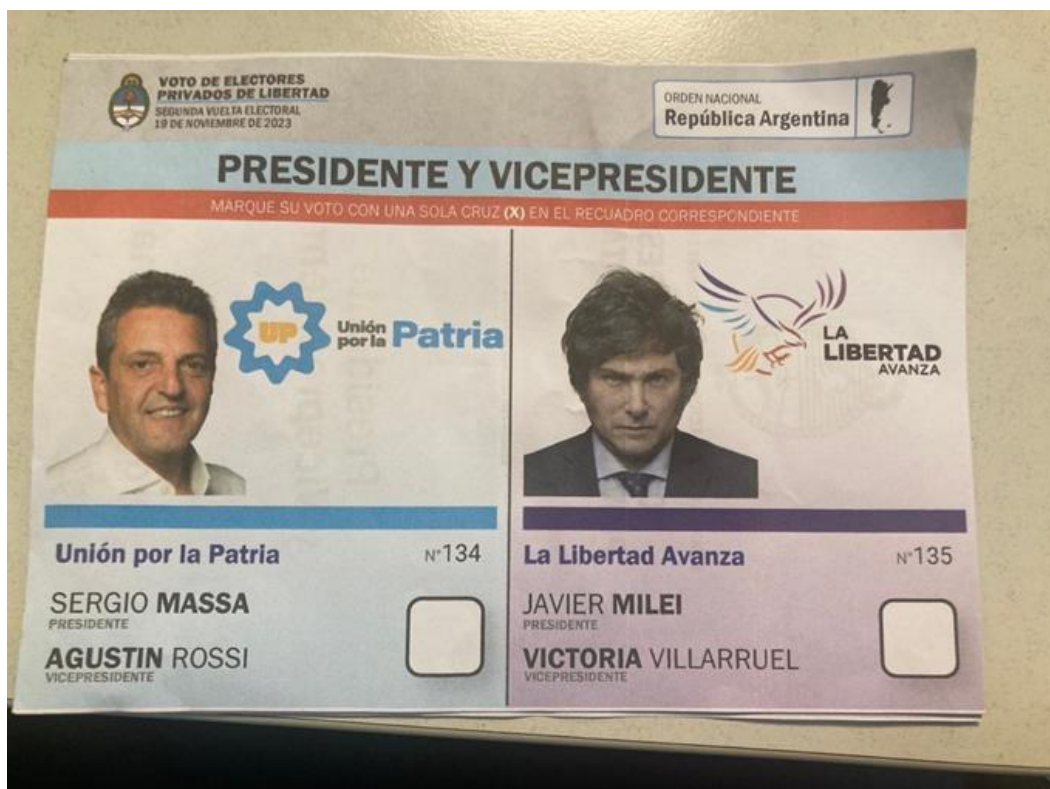 VOTO DE ELECTORES
PRIVADOS DE LIBERTAD
SEGUNDA VUELTA ELECTORAL
19 DE NOVIEMBRE DE 2023
ORDEN NACIONAL
República Argentina
PRESIDENTE Y VICEPRESIDENTE
MARQUE SU VOTO CON UNA SOLA CRUZ (X) EN EL RECUADRO CORRESPONDIENTE
UP
Unión
por la Patria
LA
LIBERTAD
AVANZA
Unión por la Patria N°134
SERGIO MASSA
PRESIDENTE
AGUSTIN ROSSI
VICEPRESIDENTE
La Libertad Avanza N°135
JAVIER MILEI
PRESIDENTE
VICTORIA VILLARRUEL
VICEPRESIDENTE